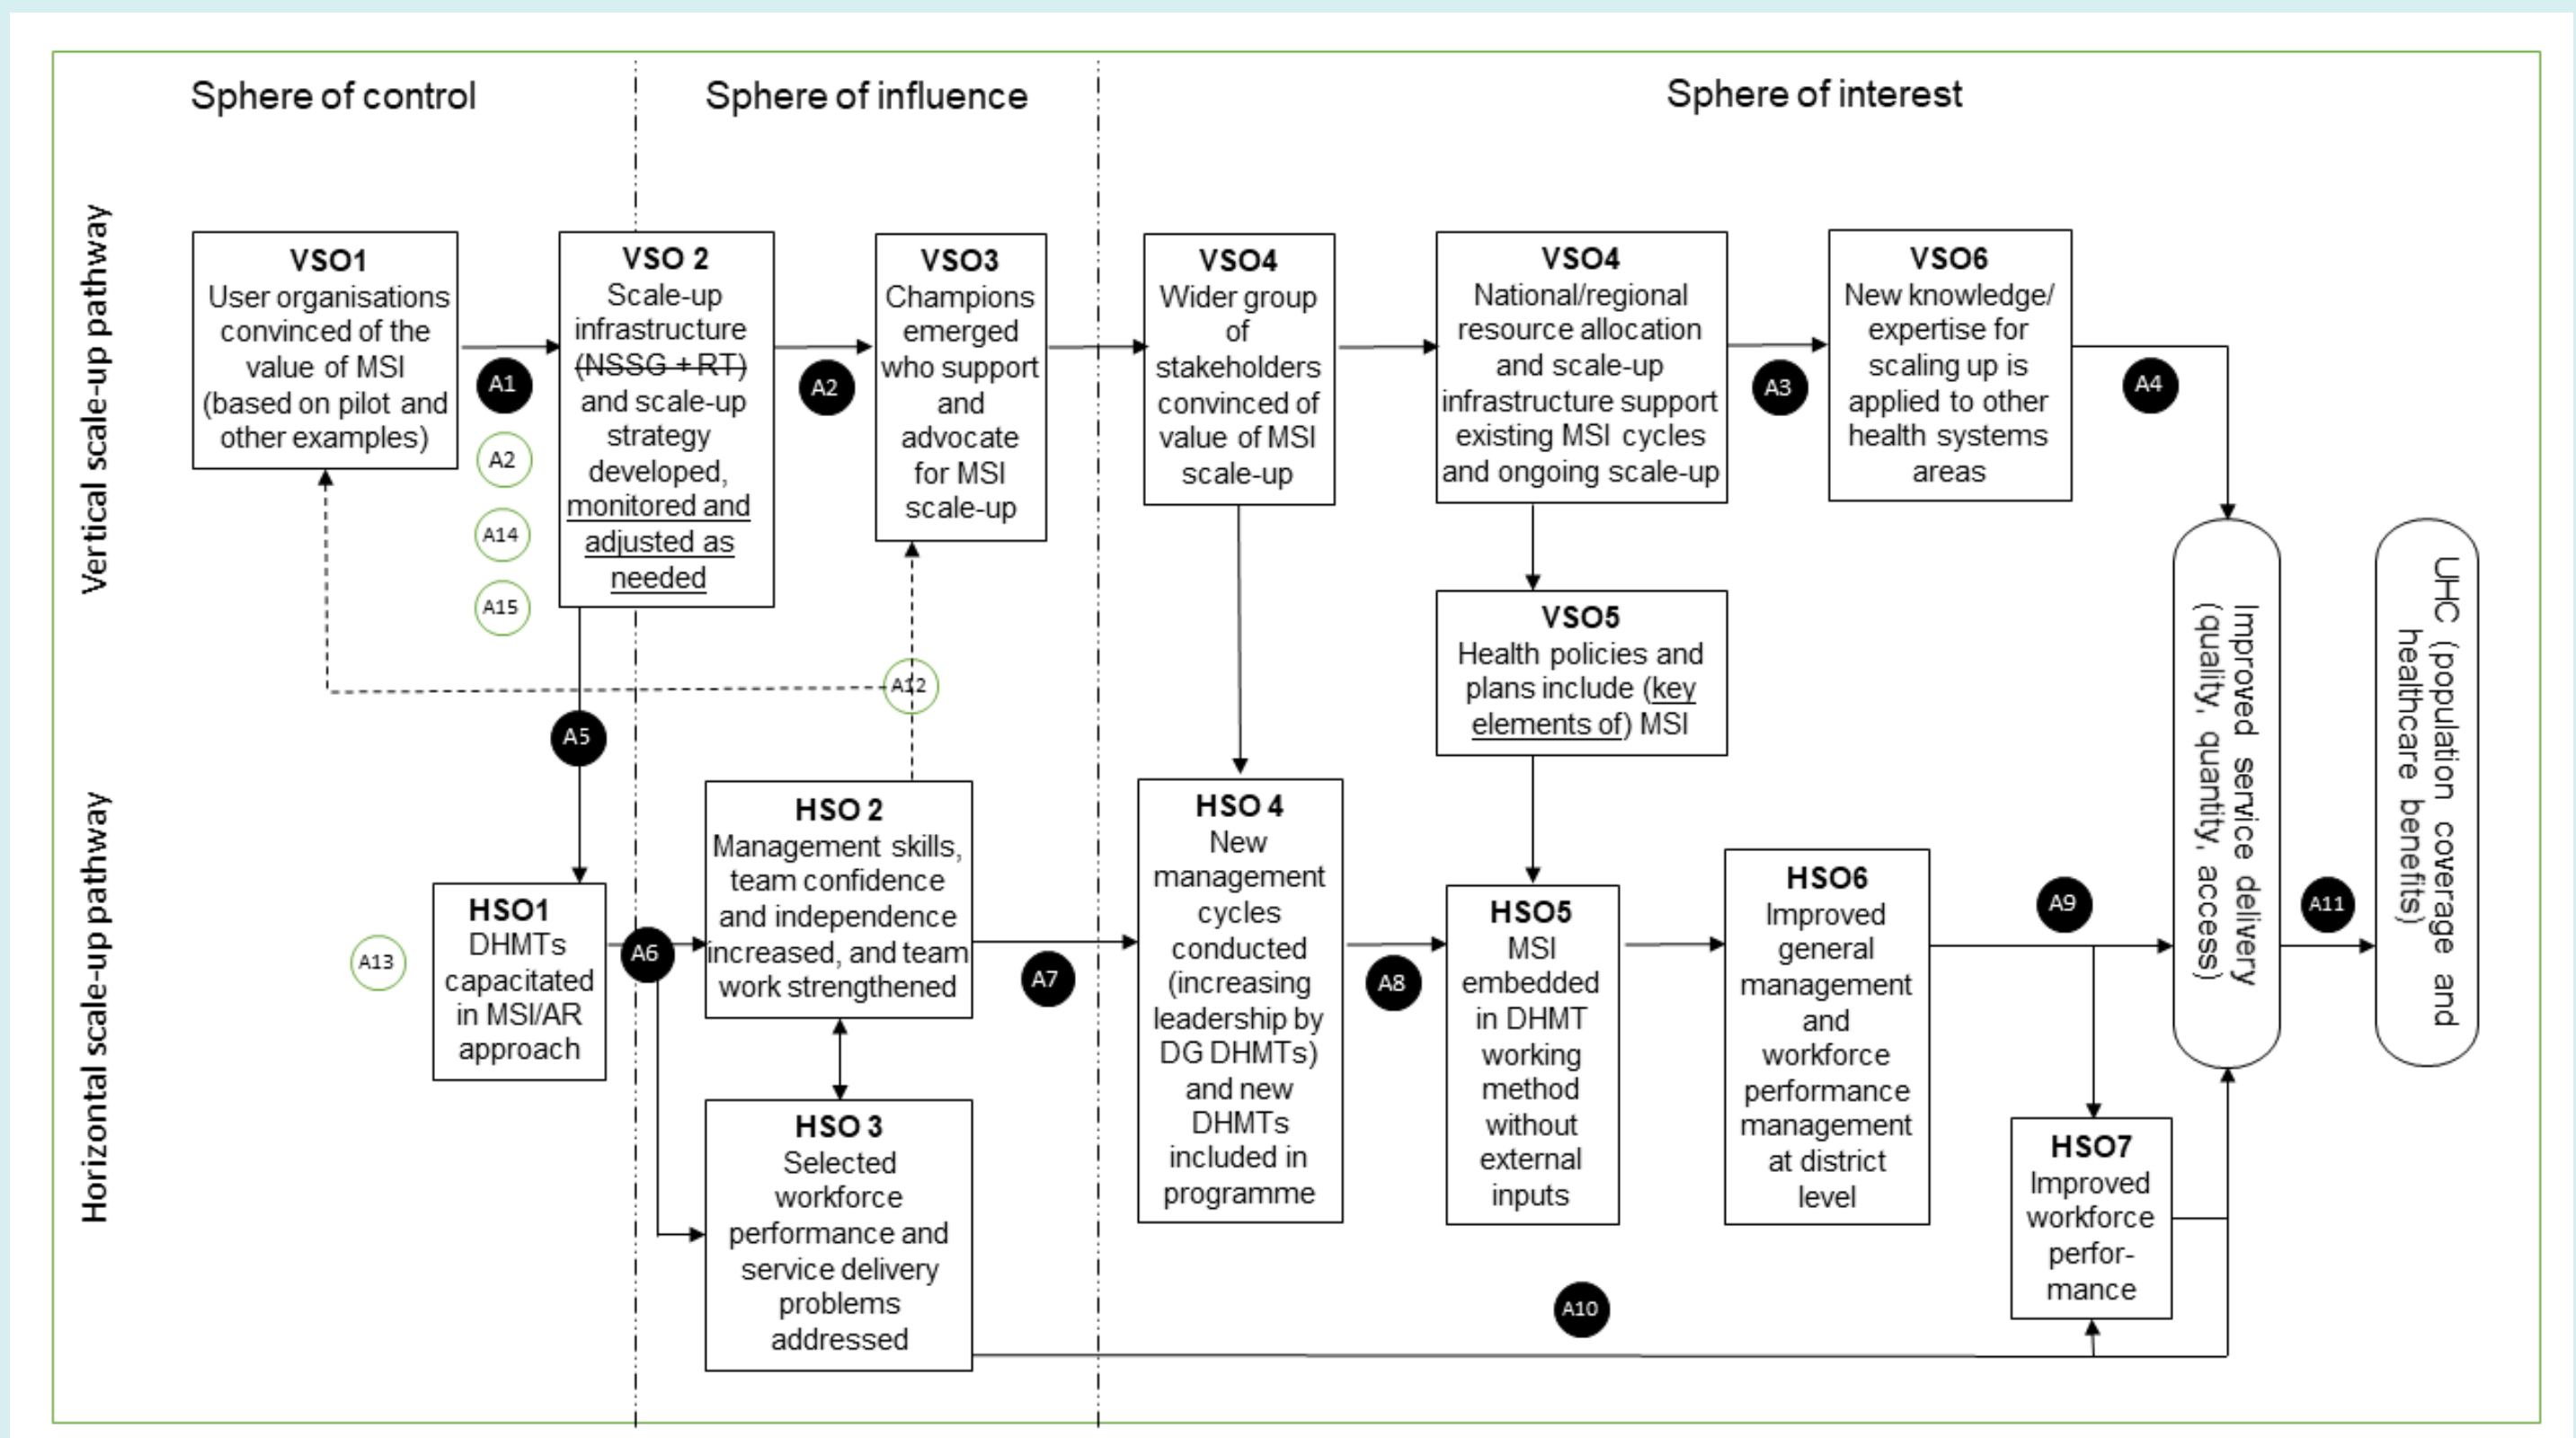 Sphere of control
Sphere of influence
Sphere of interest
Vertical scale-up pathway
VSO1
User organisations
convinced of the
value of MSI
(based on pilot and
other examples)
A1
A2
A14
A15
VSO 2
Scale-up
infrastructure
(NSSG + RT)
and scale-up
strategy
developed,
monitored and
adjusted as
needed
A2
VSO3
Champions
emerged
who support
and
advocate
for MSI
scale-up
VSO4
Wider group
of
stakeholders
convinced of
value of MSI
scale-up
VSO4
National/regional
resource allocation
and scale-up
infrastructure support
existing MSI cycles
and ongoing scale-up
A3
VSO6
New knowledge/
expertise for
scaling up is
applied to other
health systems
areas
A4
VSO5
Health policies and
plans include (key
elements of) MSI
A12
A5
Horizontal scale-up pathway
A13
HSO1
DHMTs
capacitated
in MSI/AR
approach
A6
HSO 2
Management skills,
team confidence
and independence
increased, and team
work strengthened
A7
HSO 3
Selected
workforce
performance and
service delivery
problems
addressed
HSO 4
New
management
cycles
conducted
(increasing
leadership by
DG DHMTs)
and new
DHMTs
included in
programme
A8
HSO5
MSI
embedded
in DHMT
working
method
without
external
inputs
HSO6
Improved
general
management
and
workforce
performance
management
at district
level
A9
HSO7
Improved
workforce
perfor-
mance
A10
Improved service delivery
(quality, quantity, access)
A11
UHC (population coverage and
healthcare benefits)